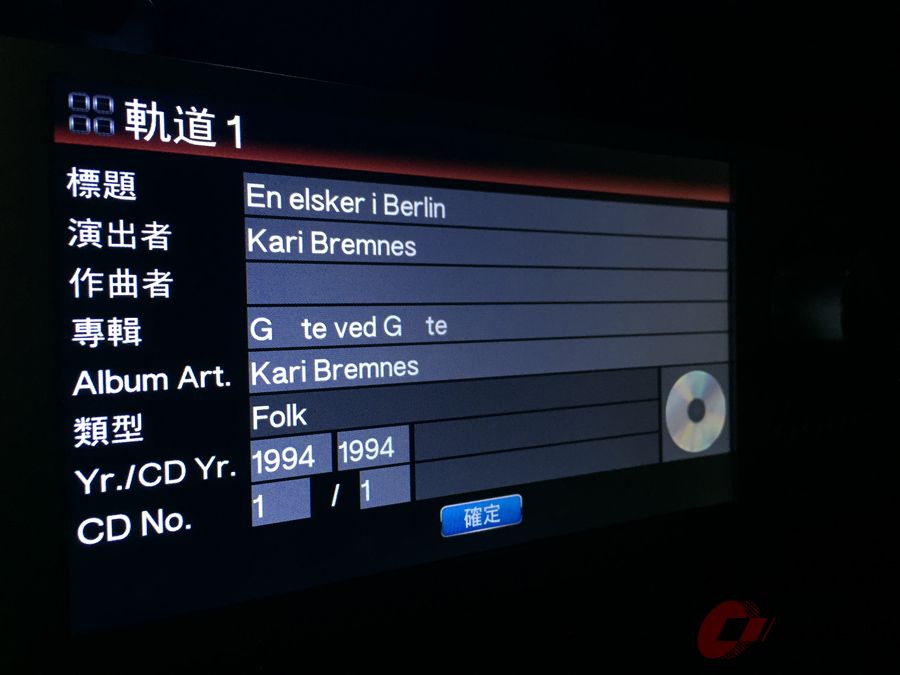 軌道 1
標題 En elsker i Berlin
演出者 Kari Bremnes
作曲者
專輯 G te ved G te
Album Art. Kari Bremnes
類型 Folk
Yr./CD Yr. 1994 1994
CD No. 1 / 1
確定